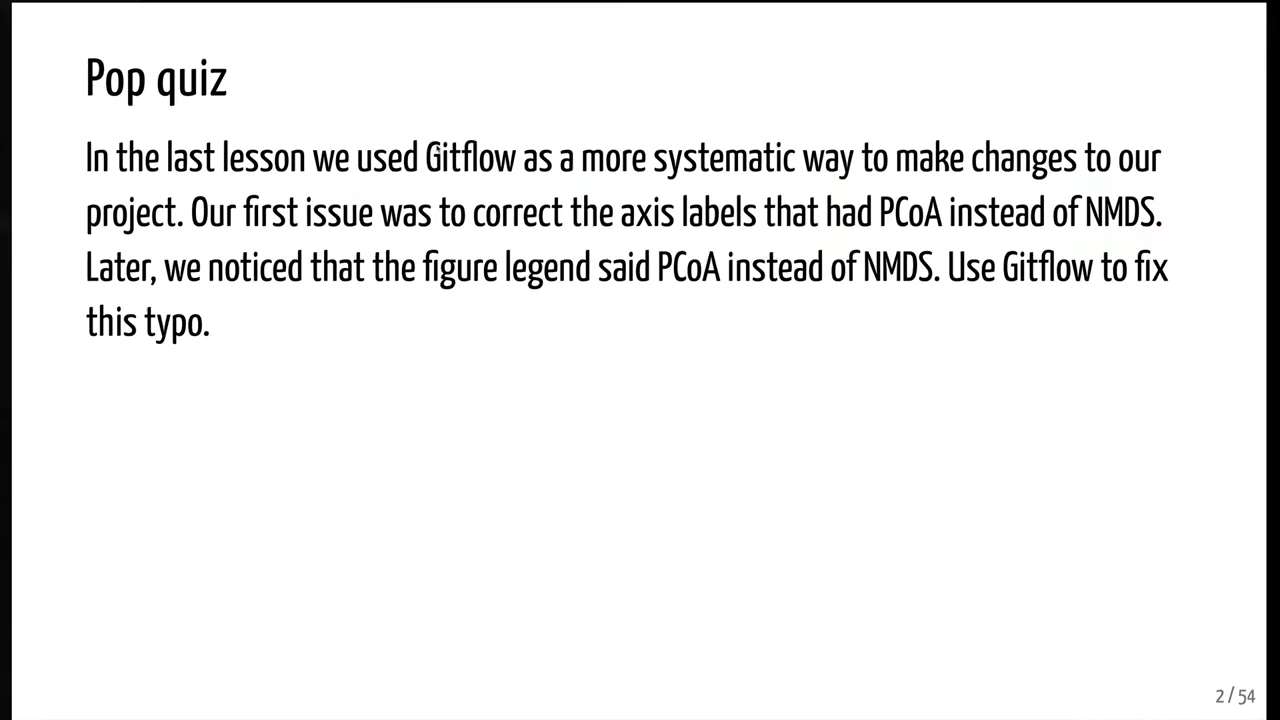 Pop quiz
In the last lesson we used Gitflow as a more systematic way to make changes to our
project. Our first issue was to correct the axis labels that had PCoA instead of NMDS.
Later, we noticed that the figure legend said PCoA instead of NMDS. Use Gitflow to fix
this typo.
2 / 54